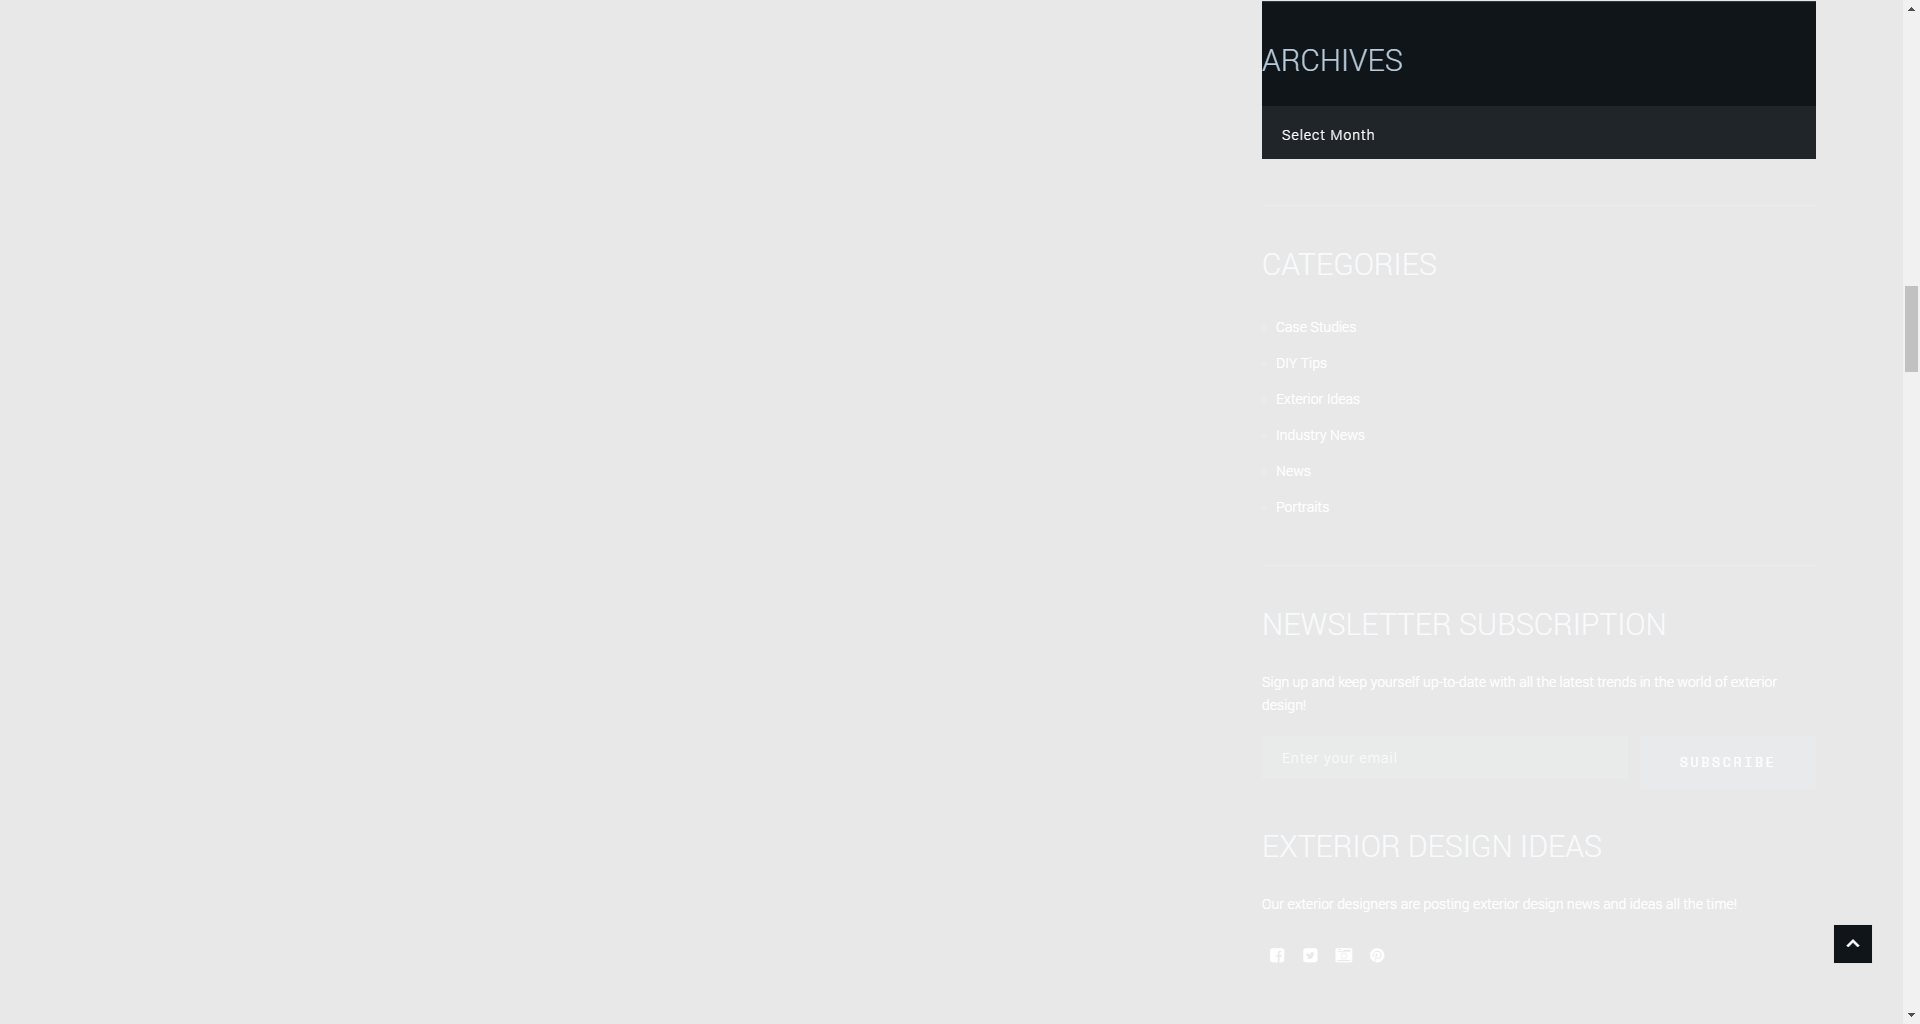 ARCHIVES
Select Month
CATEGORIES
Case Studies
DIY Tips
Exterior Ideas
Industry News
News
Portraits
NEWSLETTER SUBSCRIPTION
Sign up and keep yourself up-to-date with all the latest trends in the world of exterior
design!
Enter your email
SUBSCRIBE
EXTERIOR DESIGN IDEAS
Our exterior designers are posting exterior design news and ideas all the time!